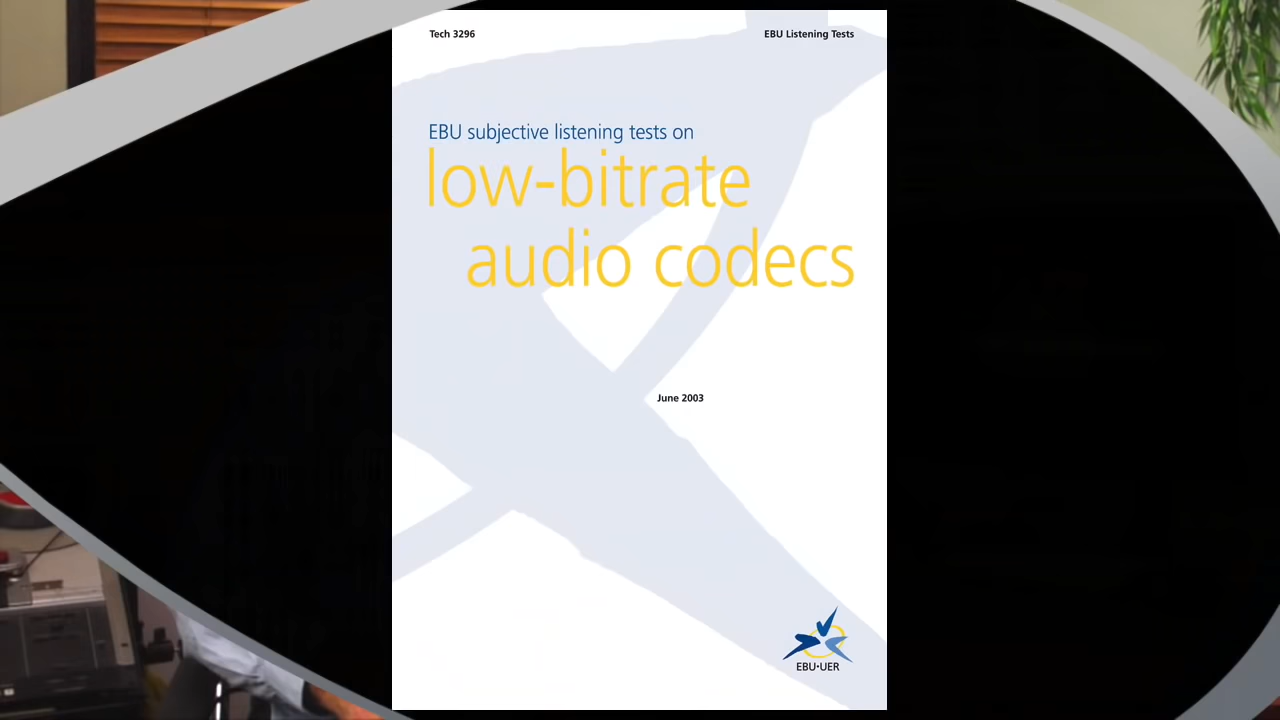 Tech 3296
EBU Listening Tests
EBU subjective listening tests on
low-bitrate
audio codecs
June 2003
EBU•UER